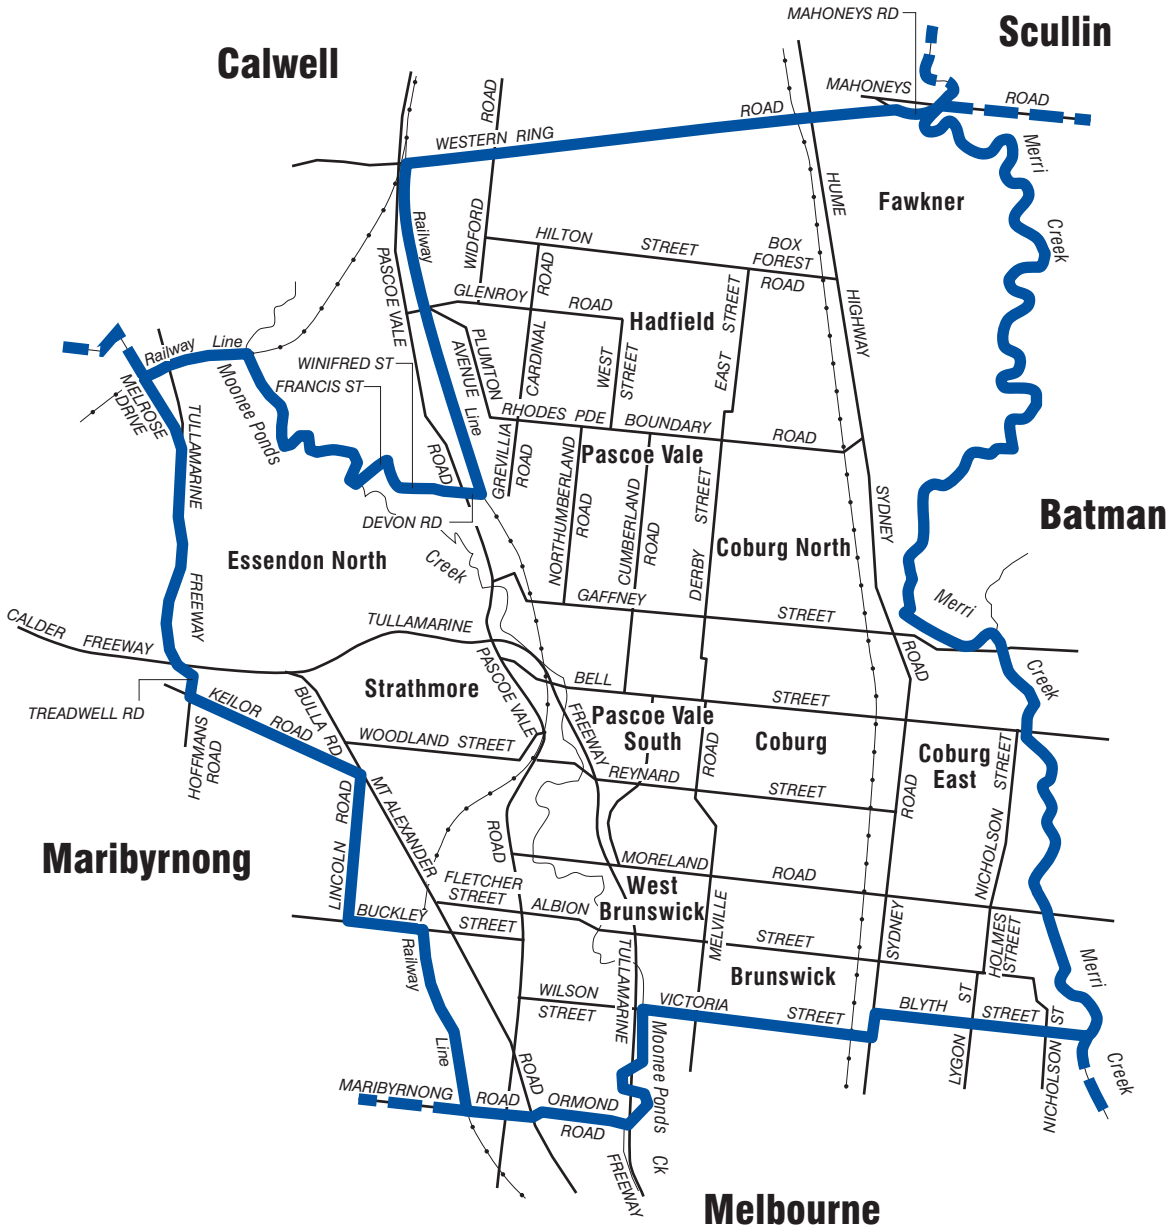 MAHONEYS RD
Scullin
Calwell
MAHONEYS
ROAD
ROAD
ROAD
WESTERN RING
Merri
Creek
HUME
Fawkner
Railway
WIDFORD
HILTON
STREET
BOX
FOREST
ROAD
PASCOE VALE
ROAD
GLENROY
ROAD
STREET
HIGHWAY
Hadfield
Railway
Line
WINIFRED ST
FRANCIS ST
MELROSE
DRIVE
Moonee Ponds
TULLAMARINE
PLUMTON
AVENUE
Line
CARDINAL
WEST
STREET
EAST
RHODES PDE
BOUNDARY
ROAD
ROAD
GREVILLIA
ROAD
Pascoe Vale
NORTHUMBERLAND
ROAD
CUMBERLAND
ROAD
STREET
DERBY
SYDNEY
DEVON RD
Batman
Coburg North
Essendon North
Creek
GAFFNEY
STREET
Merri
FREEWAY
CALDER
FREEWAY
TULLAMARINE
PASCOE VALE
ROAD
Creek
BELL
STREET
Strathmore
TREADWELL RD
KEILOR
ROAD
HOFFMANS
ROAD
BULLA RD
WOODLAND STREET
FREEWAY
Pascoe Vale
South
ROAD
Coburg
Coburg
East
STREET
REYNARD
STREET
ROAD
NICHOLSON
Maribyrnong
MT ALEXANDER
ROAD
LINCOLN
ROAD
MORELAND
ROAD
FLETCHER
STREET
West
Brunswick
ALBION
STREET
MELVILLE
SYDNEY
HOLMES
STREET
BUCKLEY
STREET
Railway
Line
TULLAMARINE
Brunswick
Merri
WILSON
STREET
VICTORIA
STREET
BLYTH
STREET
ST
LYGON
ST
NICHOLSON
Creek
Moonee Ponds
Ck
MARIBYRNONG
ROAD
ROAD
ORMOND
ROAD
FREEWAY
Melbourne